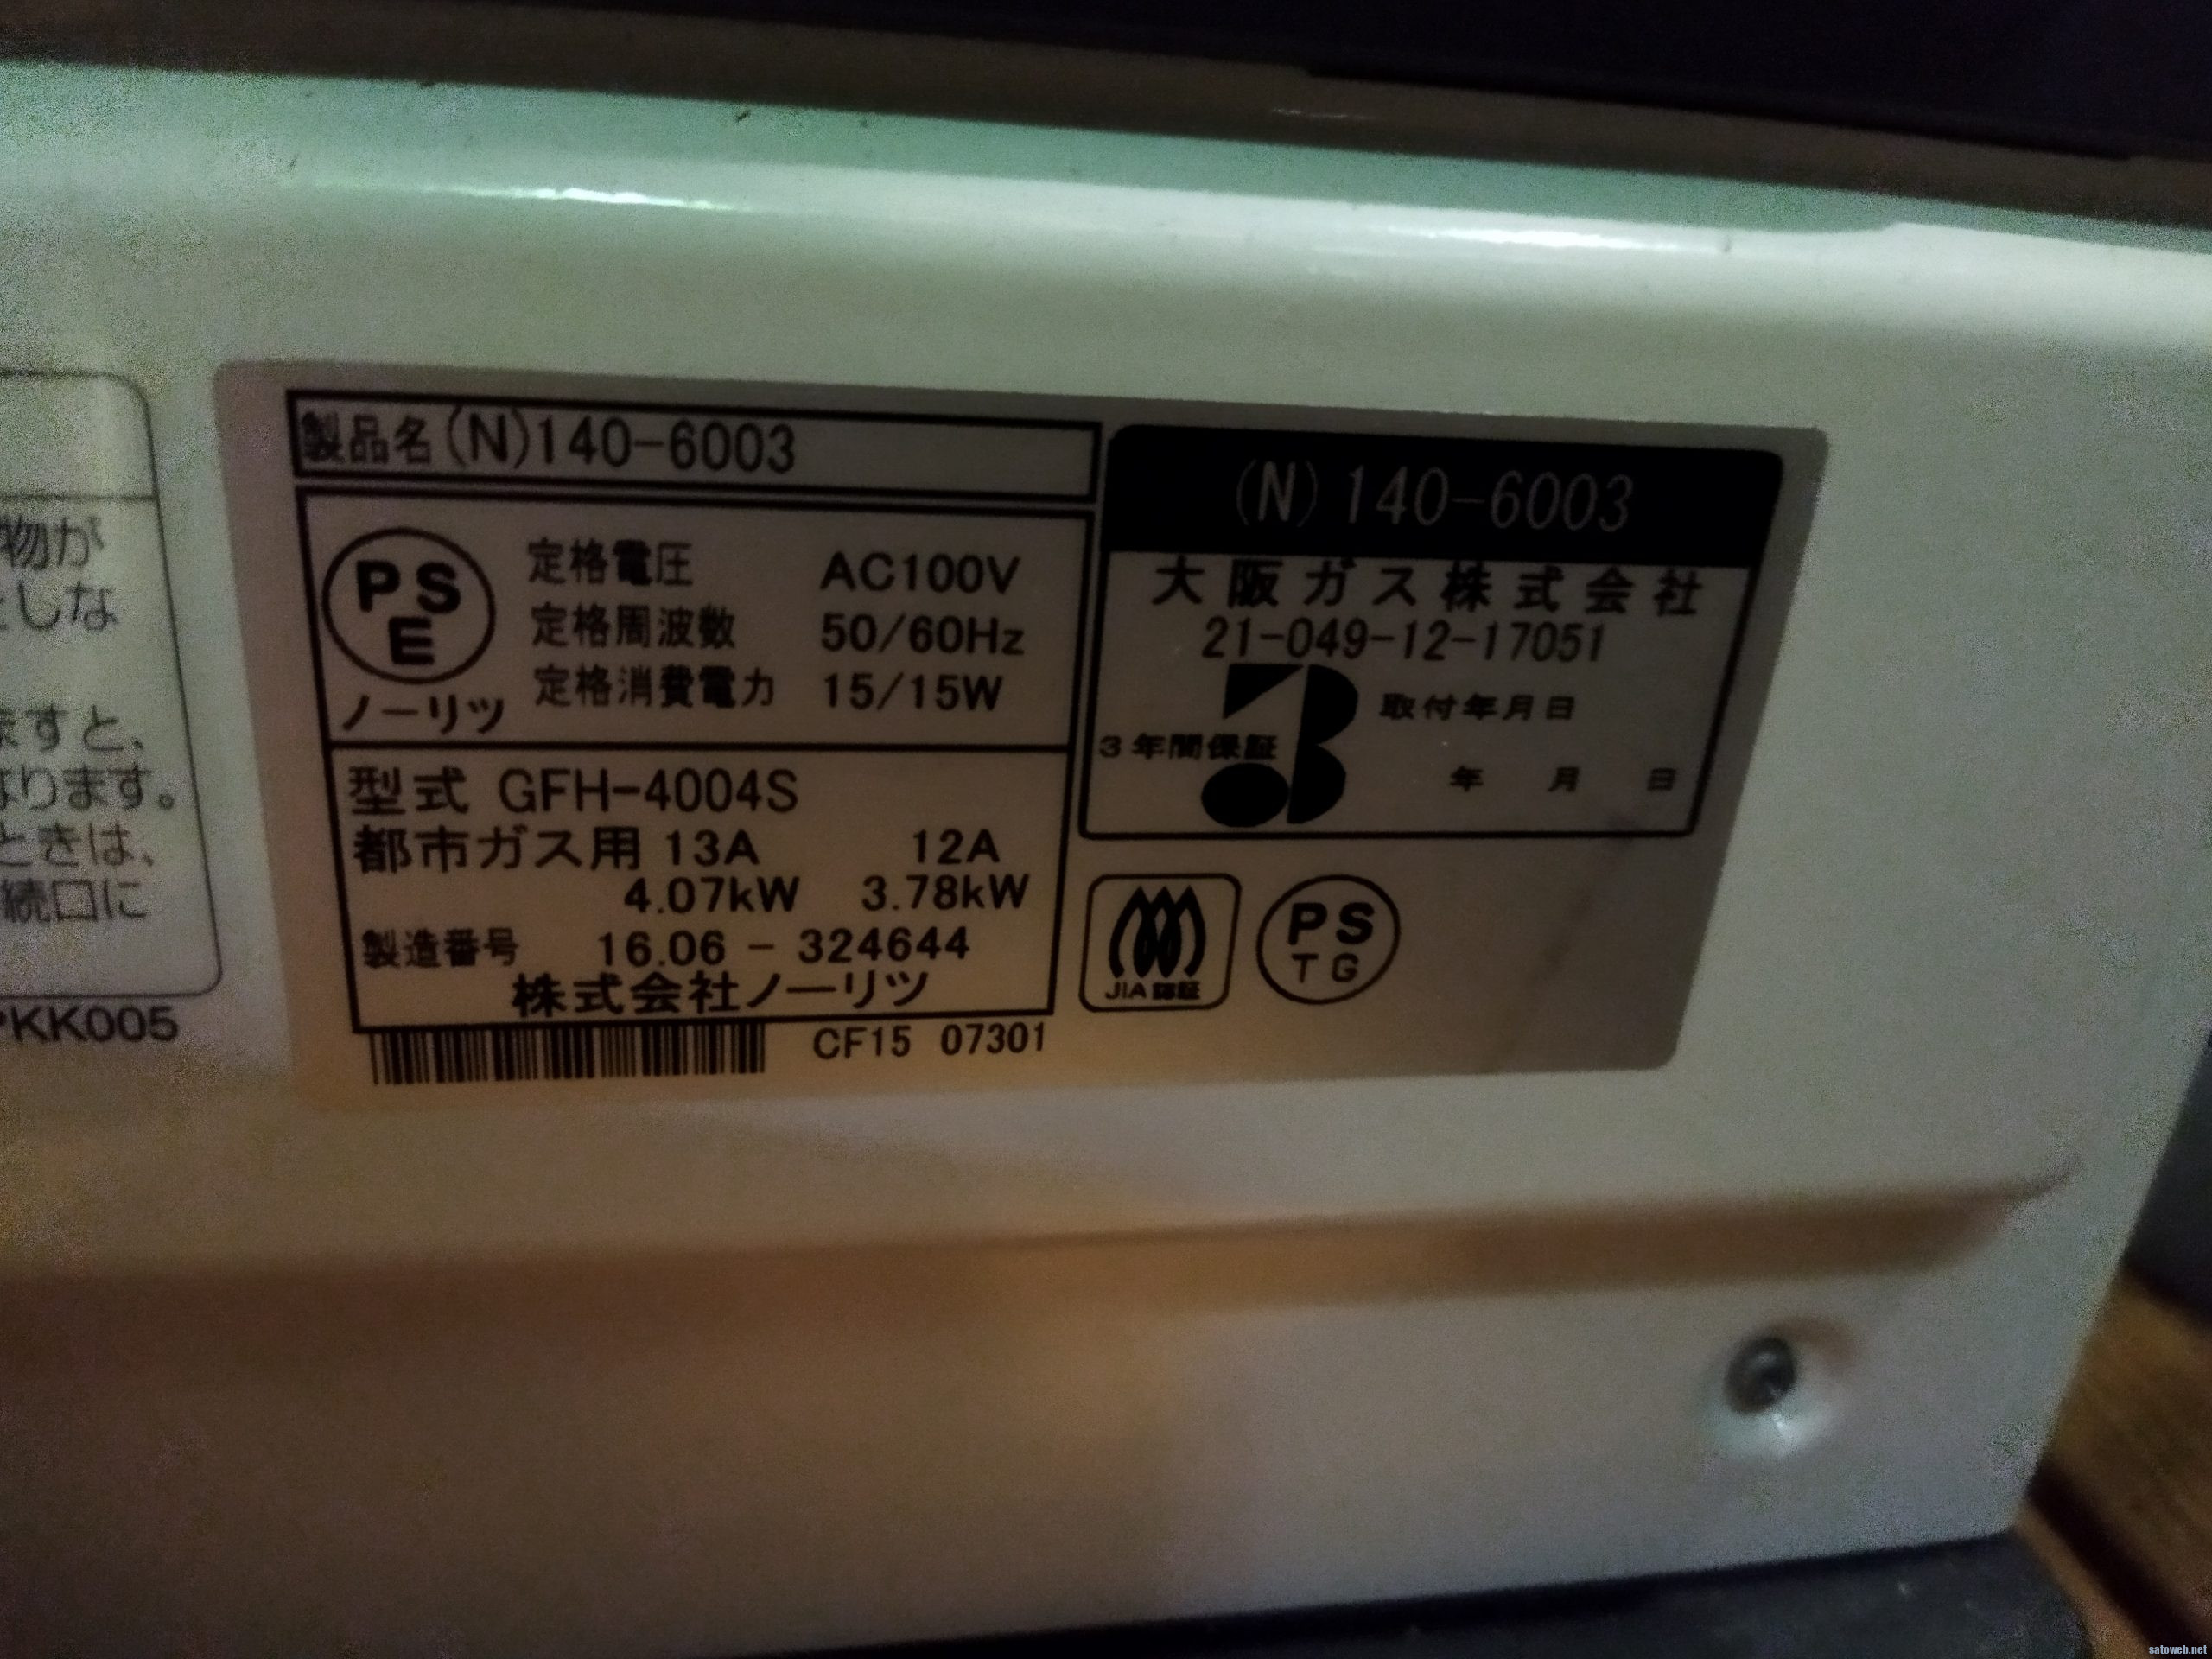 物が
としな
ますと、
なります。
ときは、
続口に
PKK005
製品名(N)140-6003
PS
E
ノーリツ
定格電圧 AC100V
定格周波数 50/60Hz
定格消費電力 15/15W
型式 GFH-4004S
都市ガス用 13A 12A
4.07kW 3.78kW
製造番号 16.06 - 324644
株式会社ノーリツ
CF15 07301
(N) 140-6003
大阪ガス株式会社
21-049-12-17051
取付年月日
3年間保証
年 月 日
JIA 認証
PS
TG
satoweb.net